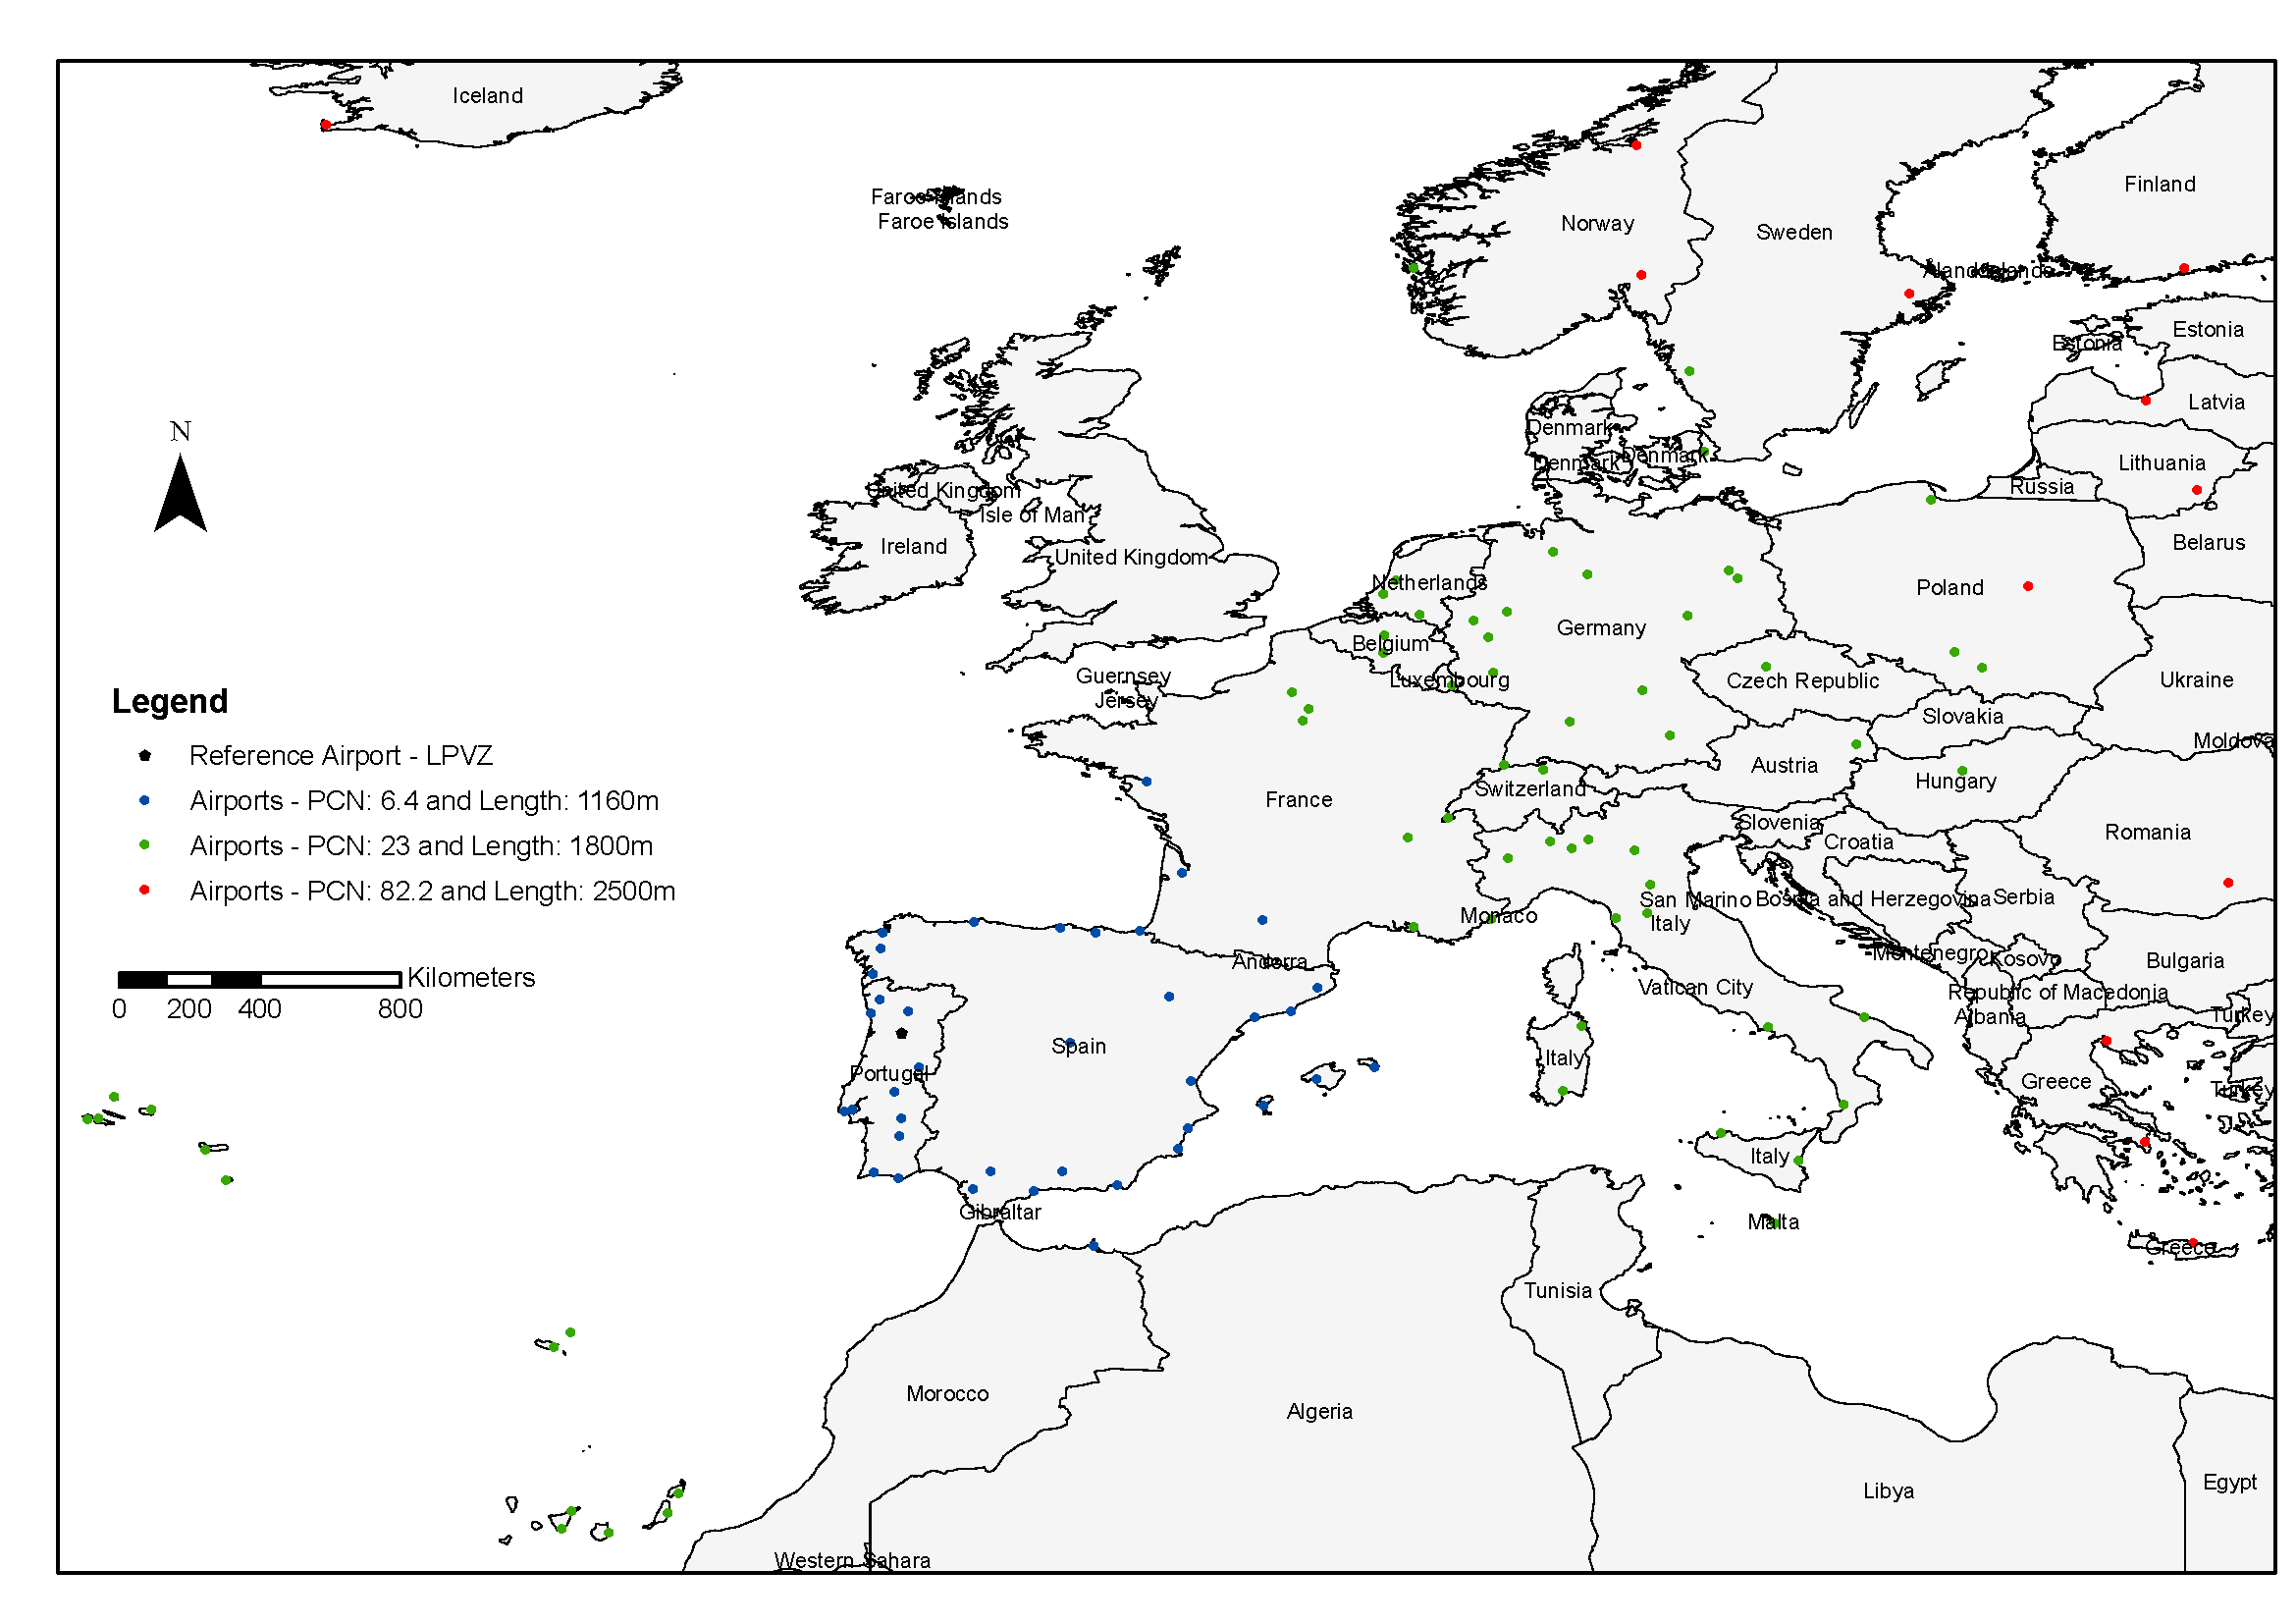 Iceland
Finland
Faroe Islands
Faroe Islands
Norway
Sweden
Åland Islands
Estonia
Estonia
Latvia
N
Denmark
Denmark
Denmark
Lithuania
Russia
United Kingdom
Isle of Man
Ireland
United Kingdom
Belarus
Netherlands
Poland
Germany
Belgium
Guernsey
Jersey
Luxembourg
Czech Republic
Ukraine
Slovakia
Moldova
Legend
Reference Airport - LPVZ
Airports - PCN: 6.4 and Length: 1160m
Airports - PCN: 23 and Length: 1800m
Airports - PCN: 82.2 and Length: 2500m
Kilometers
0 200 400 800
Austria
Hungary
Switzerland
France
Slovenia
Croatia
Romania
San Marino
Bosnia and Herzegovina
Serbia
Monaco
Italy
Andorra
Montenegro
Kosovo
Bulgaria
Vatican City
Republic of Macedonia
Albania
Turkey
Spain
Portugal
Italy
Greece
Turkey
Italy
Gibraltar
Malta
Greece
Tunisia
Morocco
Algeria
Libya
Egypt
Western Sahara